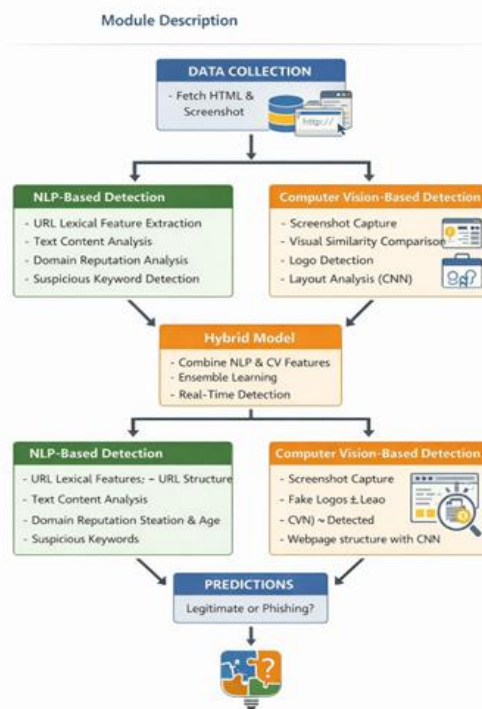 Module Description
DATA COLLECTION
- Fetch HTML &
Screenshot
http://
NLP-Based Detection
- URL Lexical Feature Extraction
- Text Content Analysis
- Domain Reputation Analysis
- Suspicious Keyword Detection
Computer Vision-Based Detection
- Screenshot Capture
- Visual Similarity Comparison
- Logo Detection
- Layout Analysis (CNN)
Hybrid Model
- Combine NLP & CV Features
- Ensemble Learning
- Real-Time Detection
NLP-Based Detection
- URL Lexical Features; ~ URL Structure
- Text Content Analysis
- Domain Reputation Steation & Age
- Suspicious Keywords
Computer Vision-Based Detection
- Screenshot Capture
- Fake Logos ±.Leao
- CVN) ~ Detected
- Webpage structure with CNN
PREDICTIONS
Legitimate or Phishing?
?